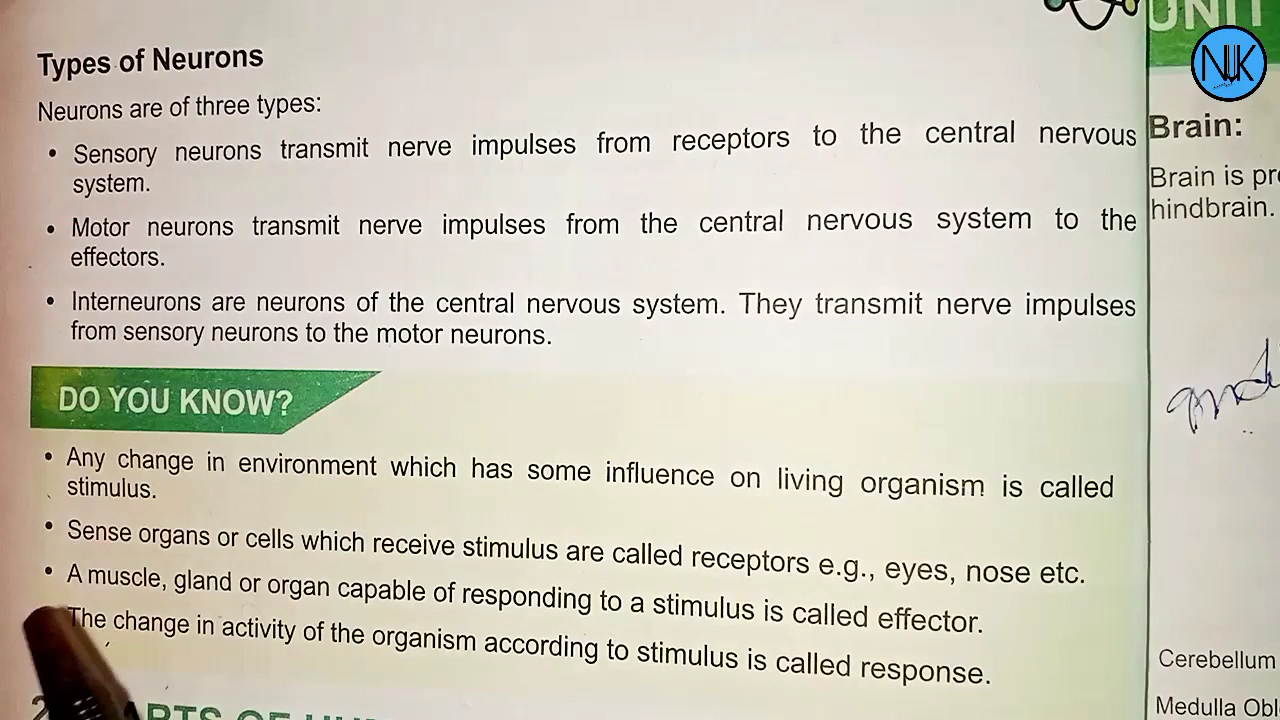 Types of Neurons
Neurons are of three types:
• Sensory neurons transmit nerve impulses from receptors to the central nervous
system.
• Motor neurons transmit nerve impulses from the central nervous system to the
effectors.
• Interneurons are neurons of the central nervous system. They transmit nerve impulses
from sensory neurons to the motor neurons.
DO YOU KNOW?
• Any change in environment which has some influence on living organism is called
stimulus.
• Sense organs or cells which receive stimulus are called receptors e.g., eyes, nose etc.
• A muscle, gland or organ capable of responding to a stimulus is called effector.
The change in activity of the organism according to stimulus is called response.
UNIT
NJK
Brain:
Brain is
hindbrain.
Cerebellum
Medulla